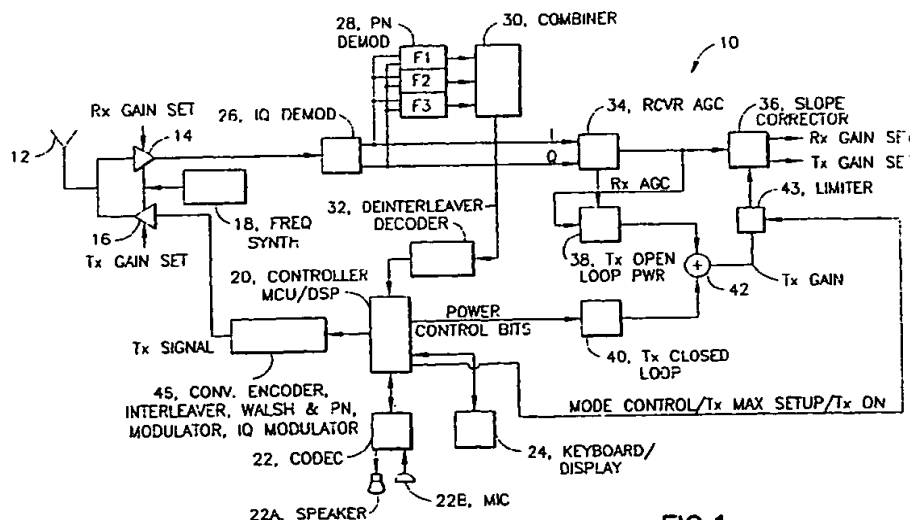 28, PN
DEMOD
30, COMBINER
10
F1
F2
F3
Rx GAIN SET
14
26, IQ DEMOD
34, RCVR AGC
36, SLOPE
CORRECTOR
12
I
Q
Rx GAIN SET
Tx GAIN SET
Rx AGC
43, LIMITER
32, DEINTERLEAVER
DECODER
18, FREQ
SYNTH.
16
Tx GAIN SET
38, Tx OPEN
LOOP PWR
42
Tx GAIN
20, CONTROLLER
MCU/DSP
POWER
CONTROL BITS
Tx SIGNAL
40, Tx CLOSED
LOOP
45, CONV. ENCODER,
INTERLEAVER, WALSH & PN,
MODULATOR, IQ MODULATOR
MODE CONTROL/Tx MAX SETUP/Tx ON
22, CODEC
24, KEYBOARD/
DISPLAY
22A, SPEAKER
22B, MIC